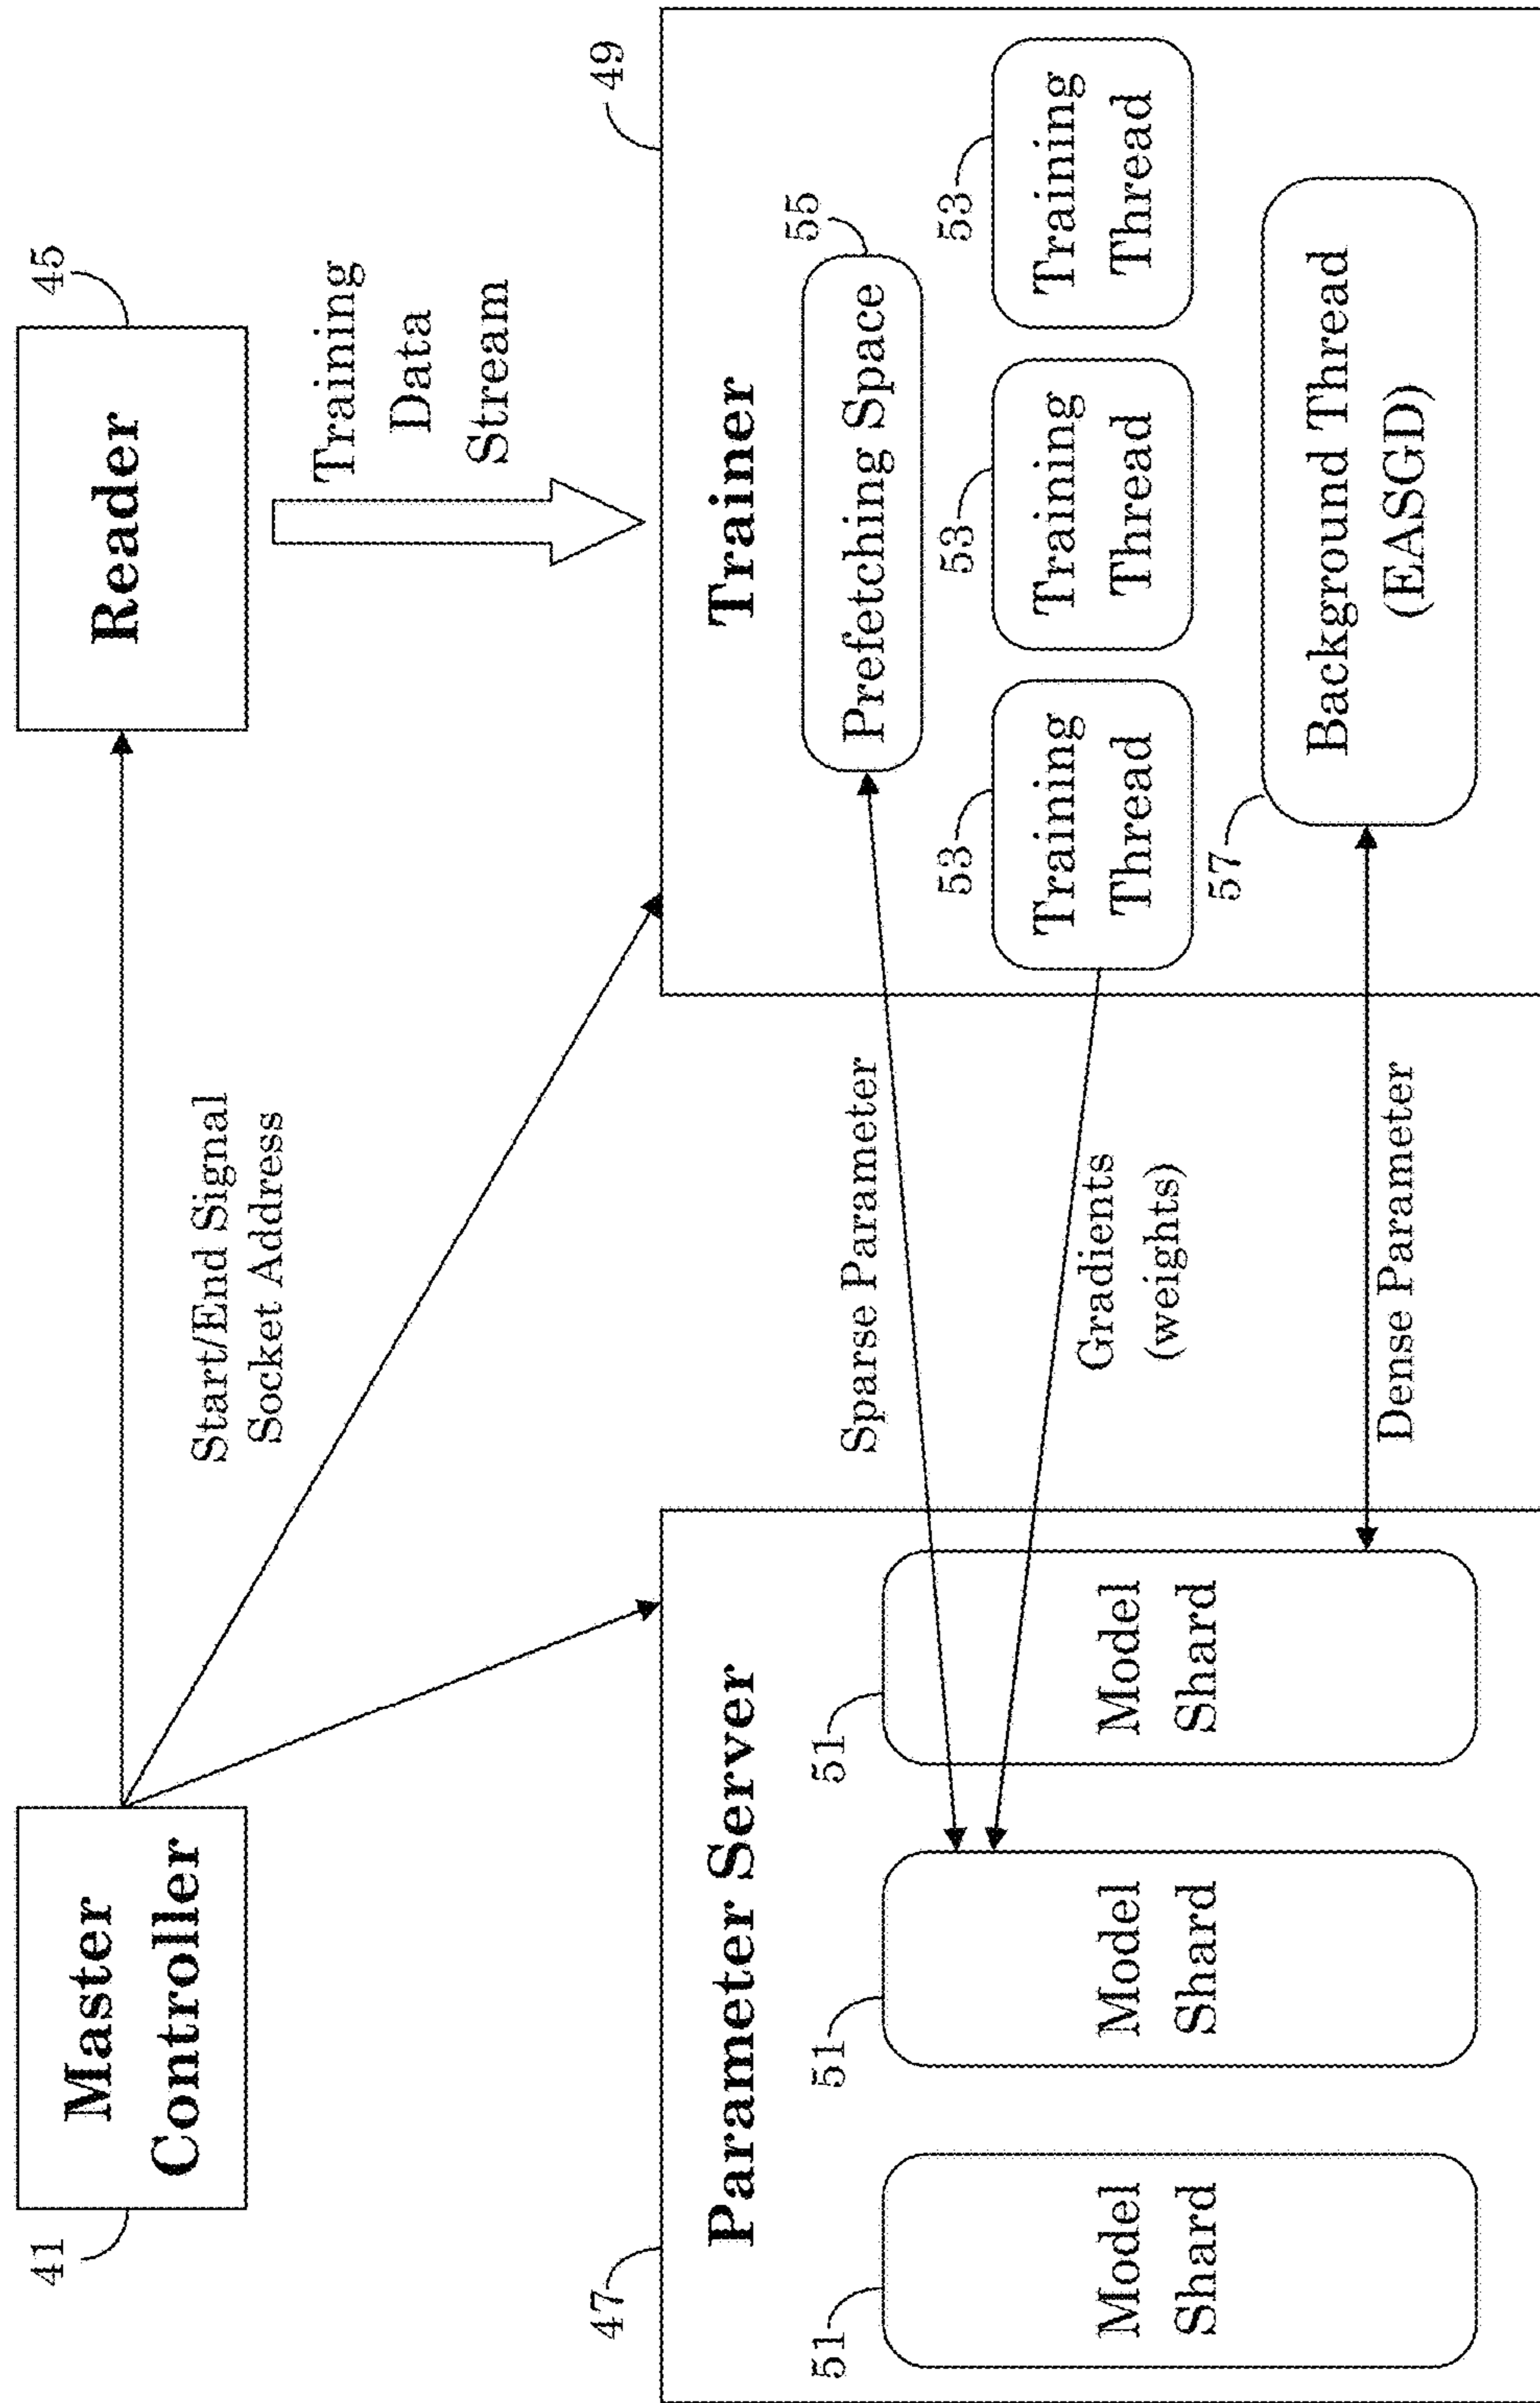 41
Master
Controller
45
Reader
Start/End Signal
Socket Address
Training
Data
Stream
47
Parameter Server
51
Model
Shard
51
Model
Shard
51
Model
Shard
Sparse Parameter
Gradients
(weights)
Dense Parameter
49
Trainer
55
Prefetching Space
53
Training
Thread
53
Training
Thread
53
Training
Thread
57
Background Thread
(EASGD)